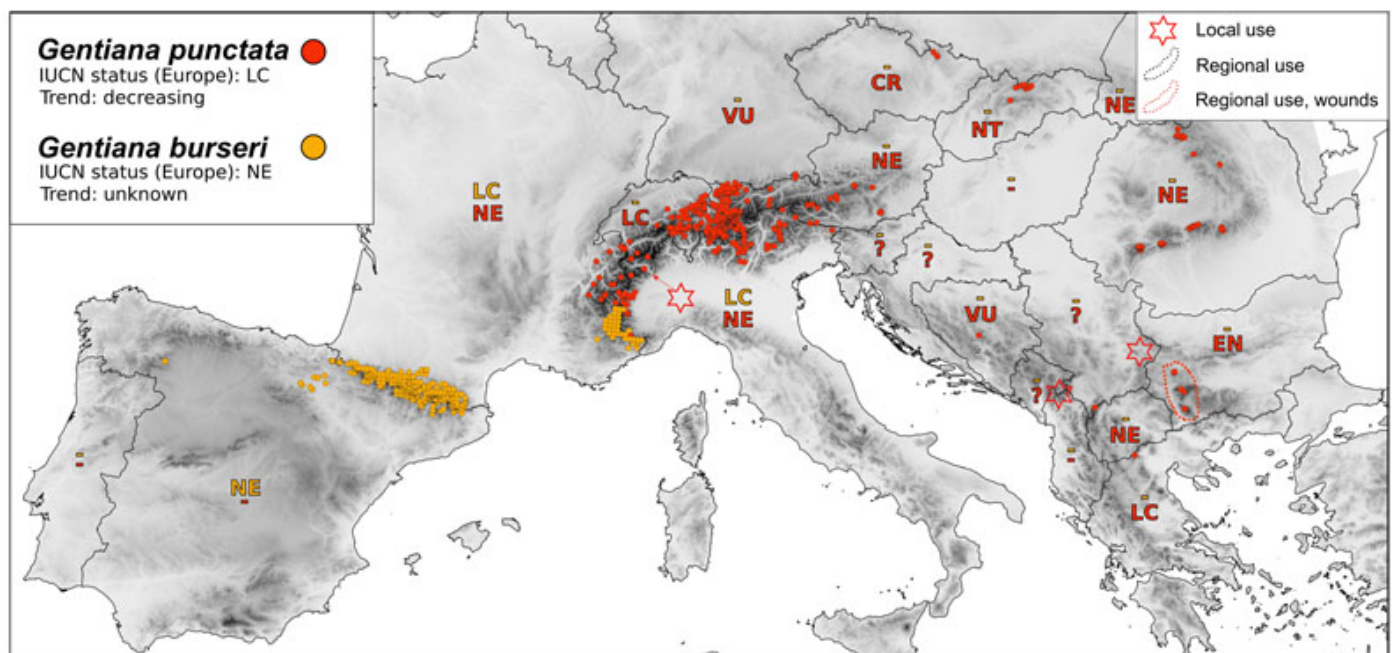 Gentiana punctata
IUCN status (Europe): LC
Trend: decreasing
Gentiana burseri
IUCN status (Europe): NE
Trend: unknown
Local use
Regional use
Regional use, wounds
CR
-
VU
-
NT
-
NE
-
NE
-
NE
-
LC
NE
-
LC
-
-
?
-
?
LC
NE
-
VU
-
?
-
EN
-
?
-
NE
-
-
-
LC
-
-
NE
-